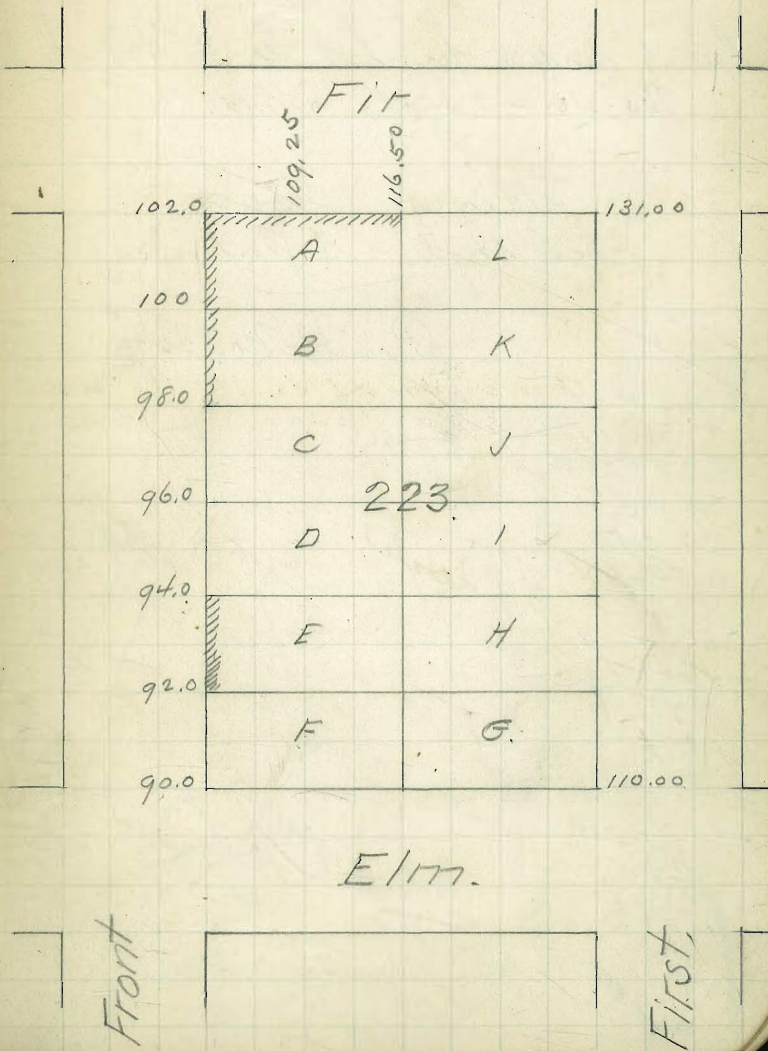 Fir
109.25 116.50
102.0 131.00
A L
100
B K
98.0
C J
96.0 223
D I
94.0
E H
92.0
F G.
90.0 110.00
Elm.
Front First.